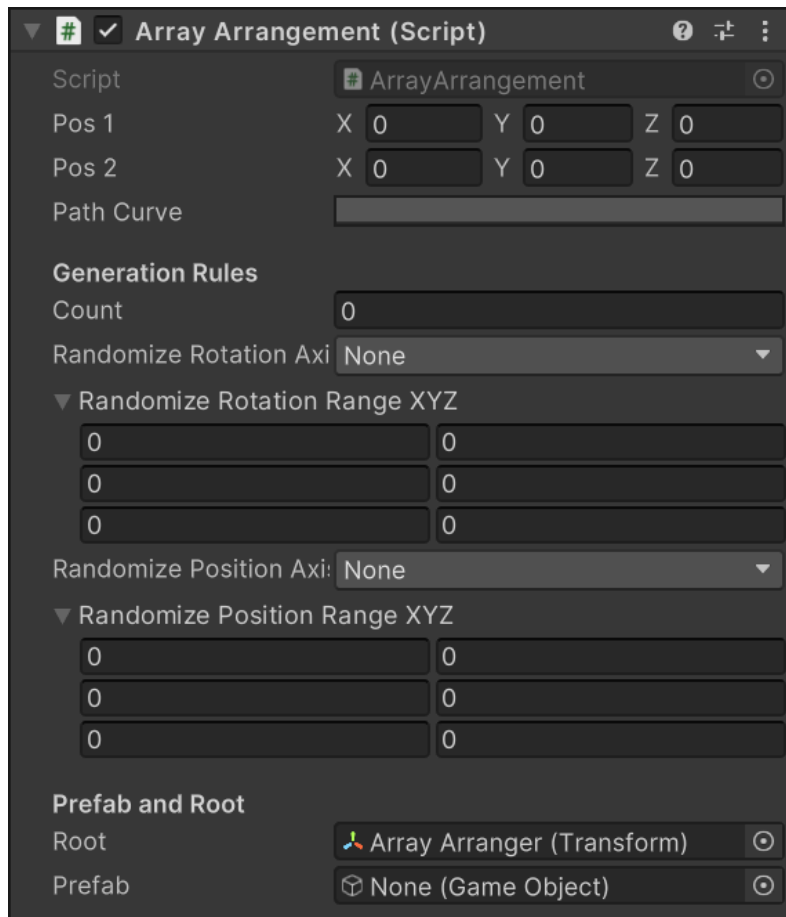 Array Arrangement (Script)
Script ArrayArrangement
Pos 1 X 0 Y 0 Z 0
Pos 2 X 0 Y 0 Z 0
Path Curve
Generation Rules
Count 0
Randomize Rotation Axi None
Randomize Rotation Range XYZ
0 0
0 0
0 0
Randomize Position Axi None
Randomize Position Range XYZ
0 0
0 0
0 0
Prefab and Root
Root Array Arranger (Transform)
Prefab None (Game Object)